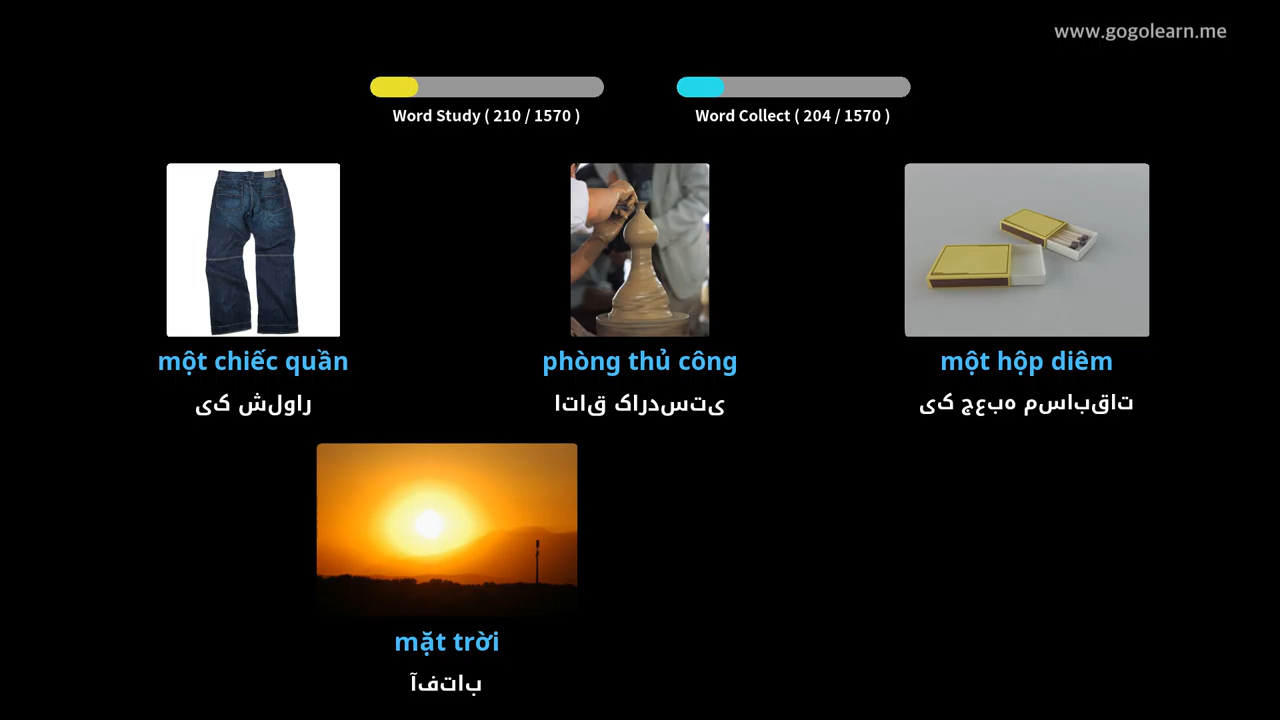 www.gogolearn.me
Word Study ( 210 / 1570 )
Word Collect ( 204 / 1570 )
một chiếc quần
راولش کی
phòng thủ công
یتسدراک قاتا
một hộp diêm
تاقباسم هبعج کی
mặt trời
باتفآ